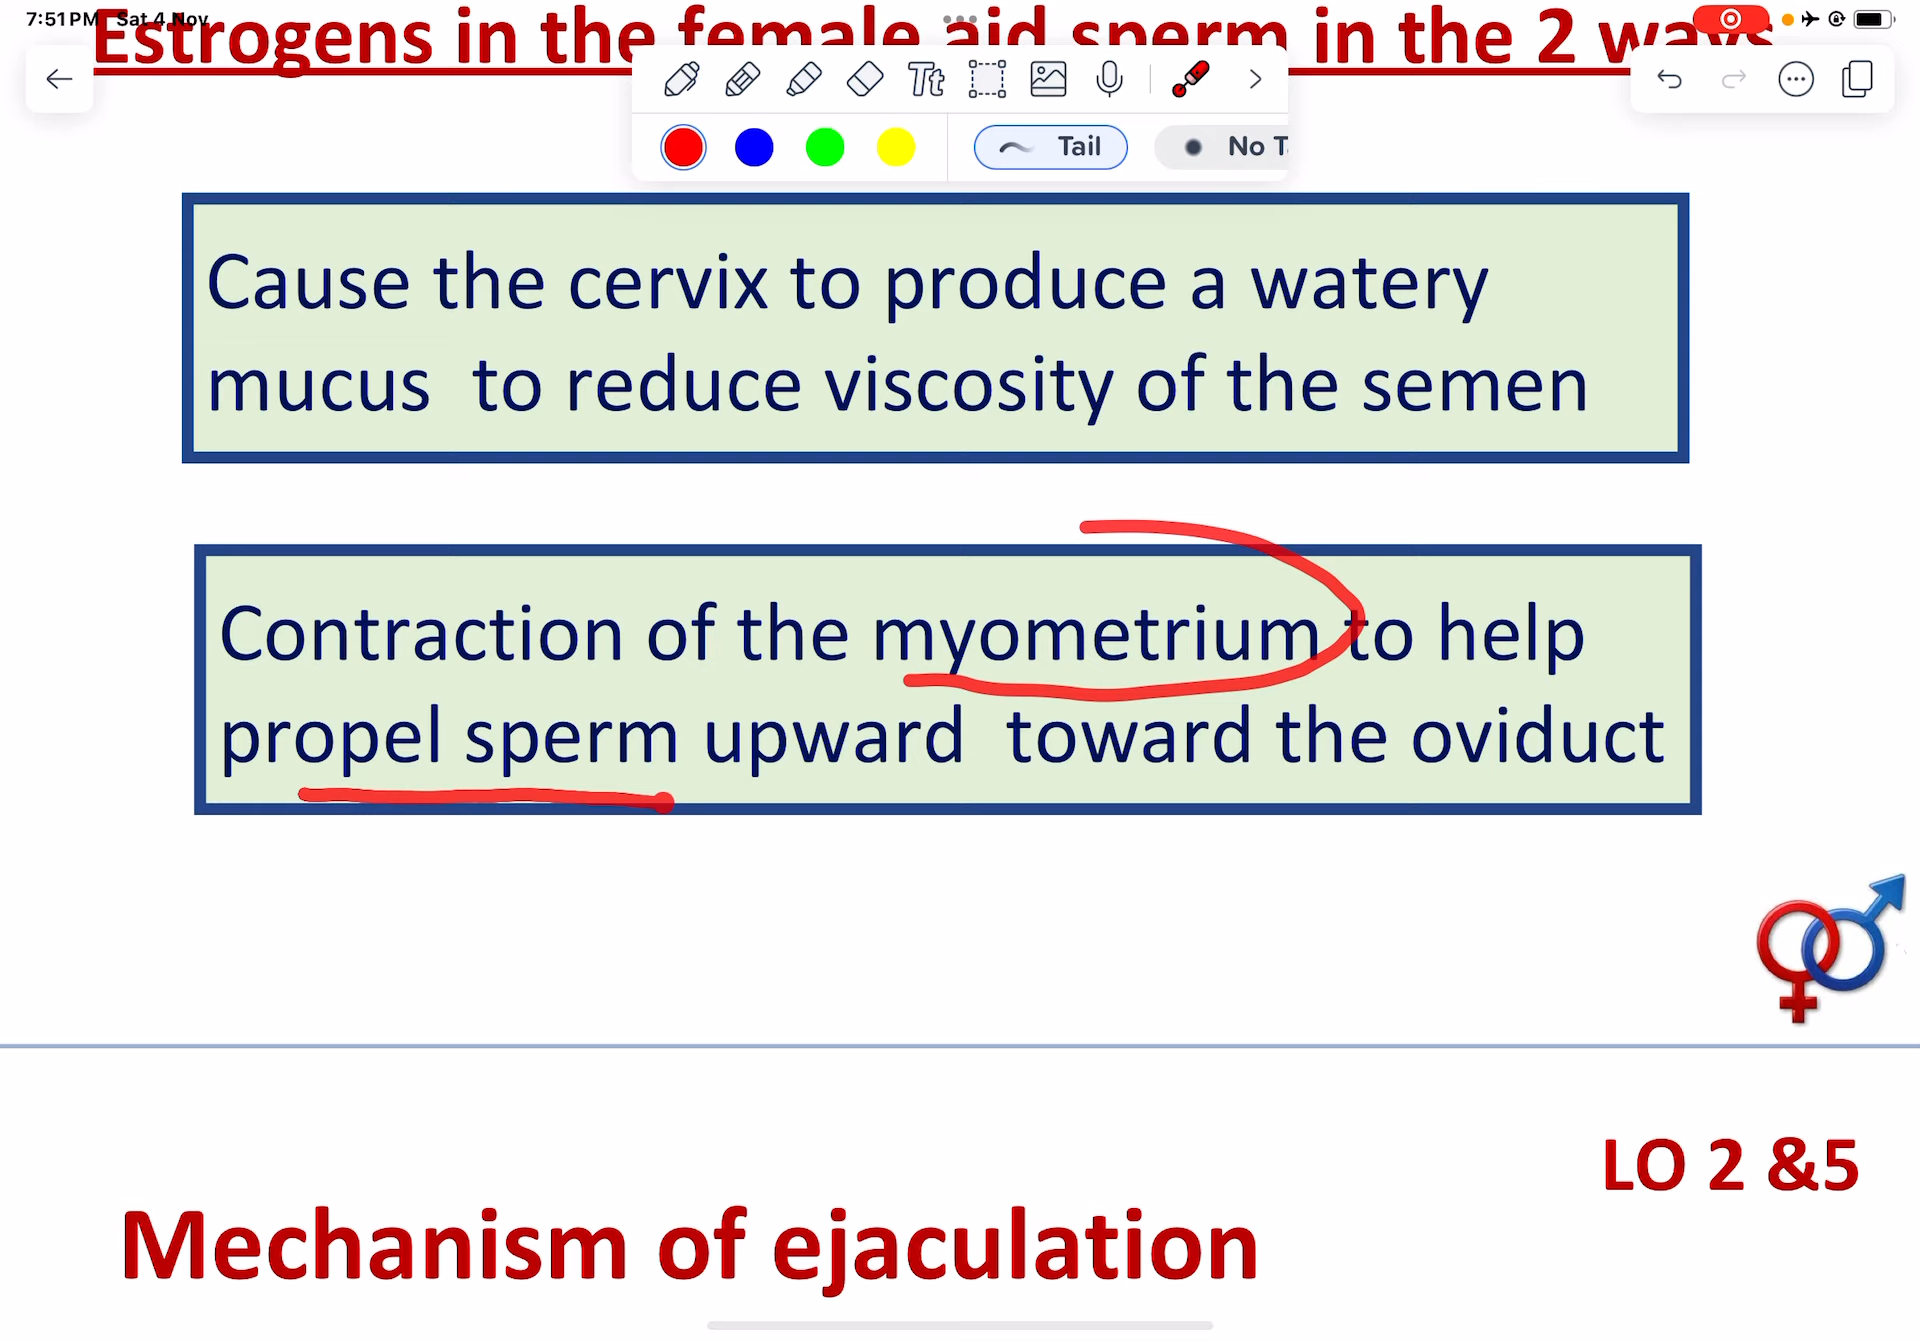 7:51 PM Sat 4 Nov
Estrogens in the female aid sperm in the 2 ways
Tt
Tail
No T
Cause the cervix to produce a watery
mucus to reduce viscosity of the semen
Contraction of the myometrium to help
propel sperm upward toward the oviduct
LO 2 &5
Mechanism of ejaculation